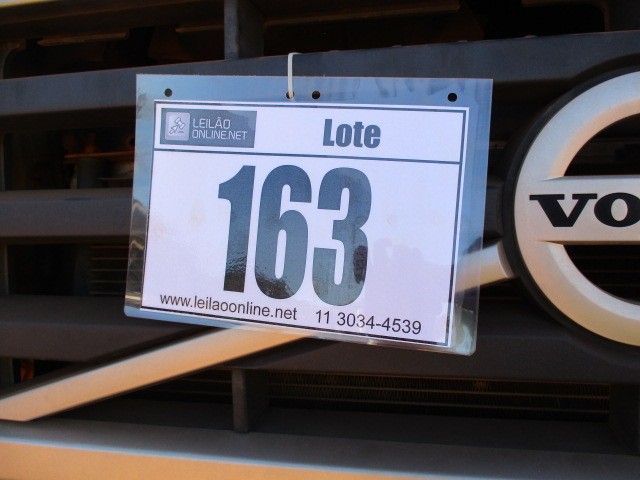 LEILÃO
ONLINE.NET
Lote
163
www.leilaoonline.net 11 3034-4539
VO